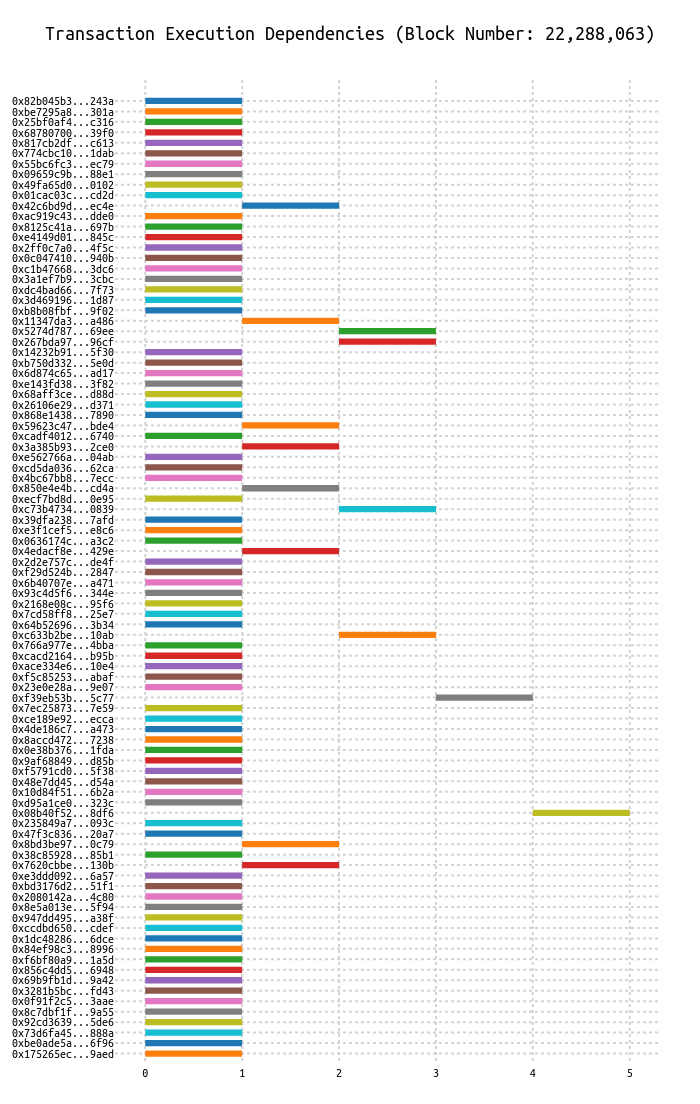 Transaction Execution Dependencies (Block Number: 22,288,063)
0x82b045b3...243a
0xbe7295a8...301a
0x25bf0af4...c316
0x68780700...39f0
0x817cb2df...c613
0x774cbc10...1dab
0x55bc6fc3...ec79
0x09659c9b...88e1
0x49fa65d0...0102
0x01cac03c...cd2d
0x42c6bd9d...ec4e
0xac919c43...dde0
0x8125c41a...697b
0xe4149d01...845c
0x2ff0c7a0...4f5c
0x0c047410...940b
0xc1b47668...3dc6
0x3a1ef7b9...3cbc
0xdc4bad66...7f73
0x3d469196...1d87
0xb8b08fbf...9f02
0x11347da3...a486
0x5274d787...69ee
0x267bda97...96cf
0x14232b91...5f30
0xb750d332...5e0d
0x6d874c65...ad17
0xe143fd38...3f82
0x68aff3ce...d88d
0x26106e29...d371
0x868e1438...7890
0x59623c47...bde4
0xcadf4012...6740
0x3a385b93...2ce0
0xe562766a...04ab
0xcd5da036...62ca
0x4bc67bb8...7ecc
0x850e4e4b...cd4a
0xecf7bd8d...0e95
0xc73b4734...0839
0x39dfa238...7afd
0xe3f1cef5...e8c6
0x0636174c...a3c2
0x4edacf8e...429e
0x2d2e757c...de4f
0xf29d524b...2847
0x6b40707e...a471
0x93c4d5f6...344e
0x2168e08c...95f6
0x7cd58ff8...25e7
0x64b52696...3b34
0xc633b2be...10ab
0x766a977e...4bba
0xcacd2164...b95b
0xace334e6...10e4
0xf5c85253...abaf
0x23e0e28a...9e07
0xf39eb53b...5c77
0x7ec25873...7e59
0xce189e92...ecca
0x4de186c7...a473
0x8accd472...7238
0x0e38b376...1fda
0x9af68849...d85b
0xf5791cd0...5f38
0x48e7dd45...d54a
0x10d84f51...6b2a
0xd95a1ce0...323c
0x08b40f52...8df6
0x235849a7...093c
0x47f3c836...20a7
0x8bd3be97...0c79
0x38c85928...85b1
0x7620cbbe...130b
0xe3ddd092...6a57
0xbd3176d2...51f1
0x2080142a...4c80
0x8e5a013e...5f94
0x947dd495...a38f
0xccdbd650...cdef
0x1dc48286...6dce
0x84ef98c3...8996
0xf6bf80a9...1a5d
0x856c4dd5...6948
0x69b9fb1d...9a42
0x3281b5bc...fd43
0x0f91f2c5...3aae
0x8c7dbf1f...9a55
0x92cd3639...5de6
0x73d6fa45...888a
0xbe0ade5a...6f96
0x175265ec...9aed
0 1 2 3 4 5